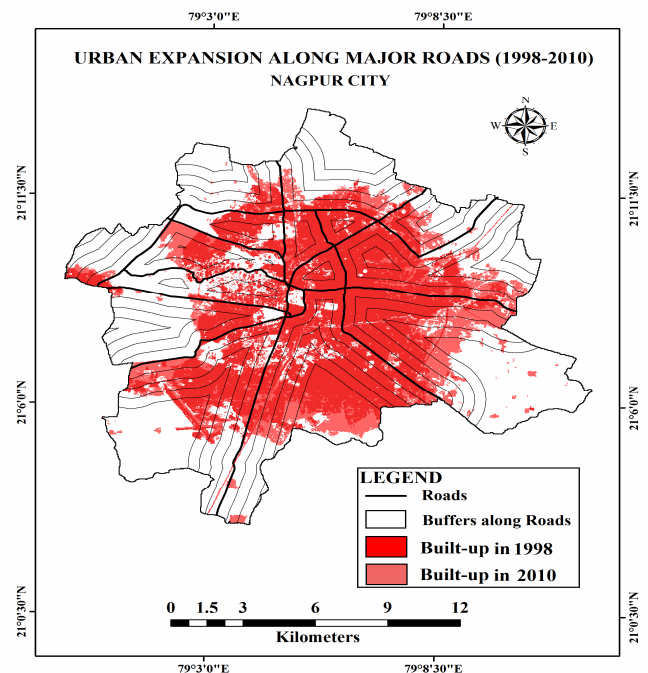 79°3'0"E 79°8'30"E
URBAN EXPANSION ALONG MAJOR ROADS (1998-2010)
NAGPUR CITY
N
W E
S
21°11'30"N 21°11'30"N
21°6'0"N 21°6'0"N
LEGEND
Roads
Buffers along Roads
Built-up in 1998
Built-up in 2010
21°0'30"N 21°0'30"N
0 1.5 3 6 9 12
Kilometers
79°3'0"E 79°8'30"E